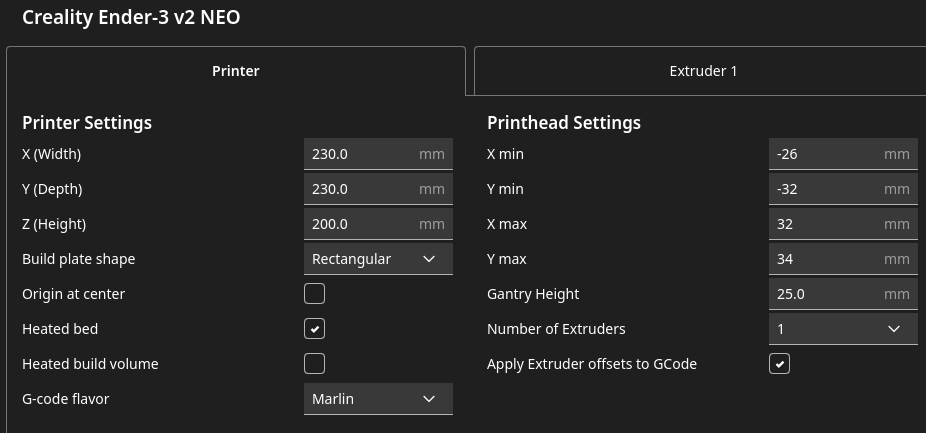 Creality Ender-3 v2 NEO
Printer
Extruder 1
Printer Settings
X (Width) 230.0 mm
Y (Depth) 230.0 mm
Z (Height) 200.0 mm
Build plate shape Rectangular
Origin at center
Heated bed
Heated build volume
G-code flavor Marlin
Printhead Settings
X min -26 mm
Y min -32 mm
X max 32 mm
Y max 34 mm
Gantry Height 25.0 mm
Number of Extruders 1
Apply Extruder offsets to GCode